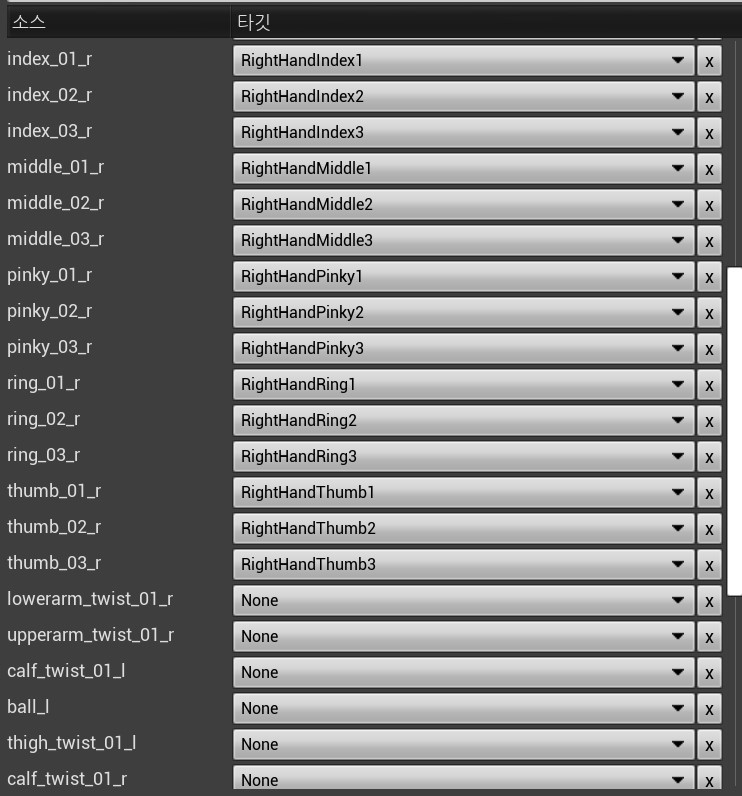 소스 타깃
index_01_r RightHandIndex1 x
index_02_r RightHandIndex2 x
index_03_r RightHandIndex3 x
middle_01_r RightHandMiddle1 x
middle_02_r RightHandMiddle2 x
middle_03_r RightHandMiddle3 x
pinky_01_r RightHandPinky1 x
pinky_02_r RightHandPinky2 x
pinky_03_r RightHandPinky3 x
ring_01_r RightHandRing1 x
ring_02_r RightHandRing2 x
ring_03_r RightHandRing3 x
thumb_01_r RightHandThumb1 x
thumb_02_r RightHandThumb2 x
thumb_03_r RightHandThumb3 x
lowerarm_twist_01_r None x
upperarm_twist_01_r None x
calf_twist_01_l None x
ball_l None x
thigh_twist_01_l None x
calf_twist_01_r None x